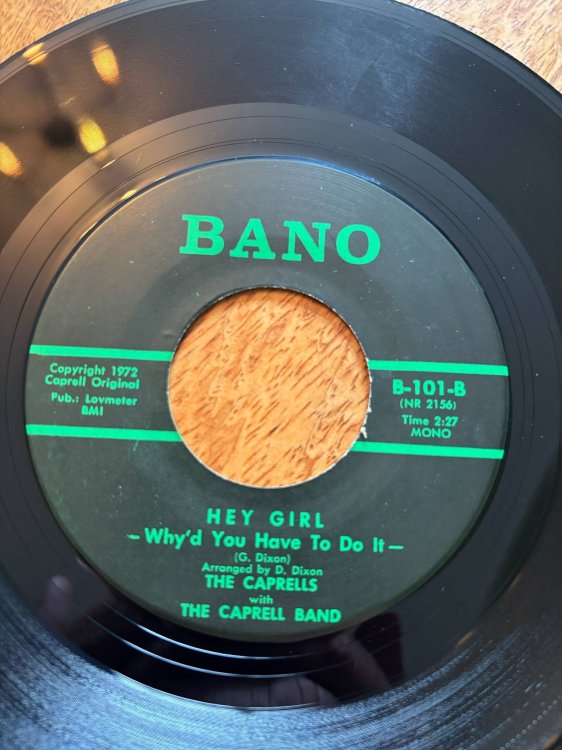 BANO
Copyright 1972
Caprell Original
Pub.: Lovmeter
BMI
B-101-B
(NR 2156)
Time 2:27
MONO
HEY GIRL
-Why'd You Have To Do It-
(G. Dixon)
Arranged by D. Dixon
THE CAPRELLS
with
THE CAPRELL BAND